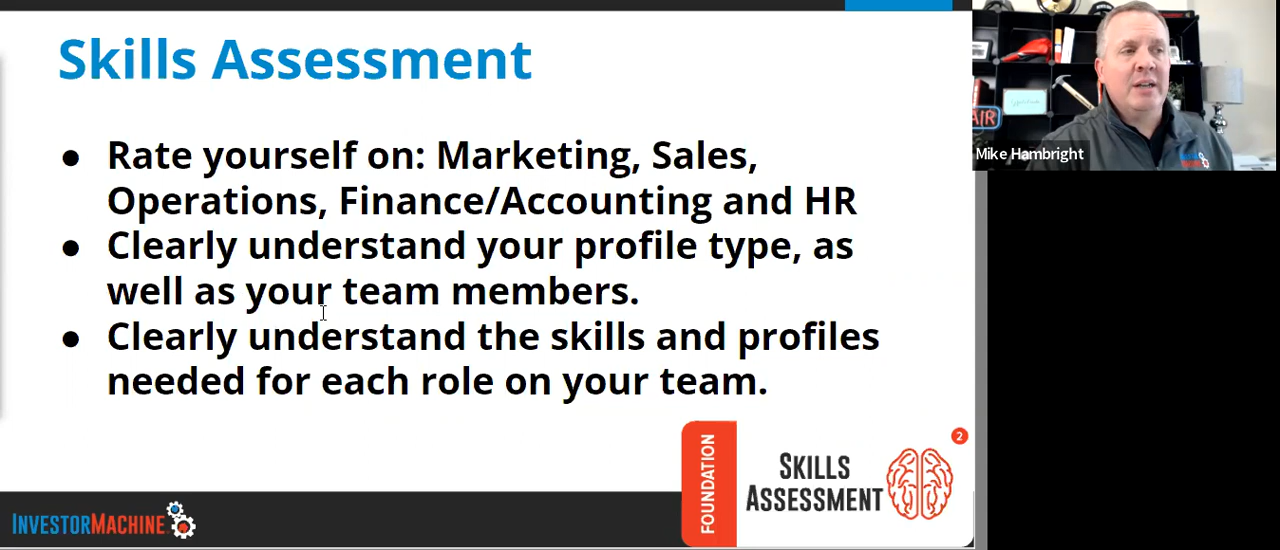 Skills Assessment
● Rate yourself on: Marketing, Sales,
Operations, Finance/Accounting and HR
● Clearly understand your profile type, as
well as your team members.
● Clearly understand the skills and profiles
needed for each role on your team.
AIR
Mike Hambright
FOUNDATION
SKILLS
ASSESSMENT
2
INVESTORMACHINE